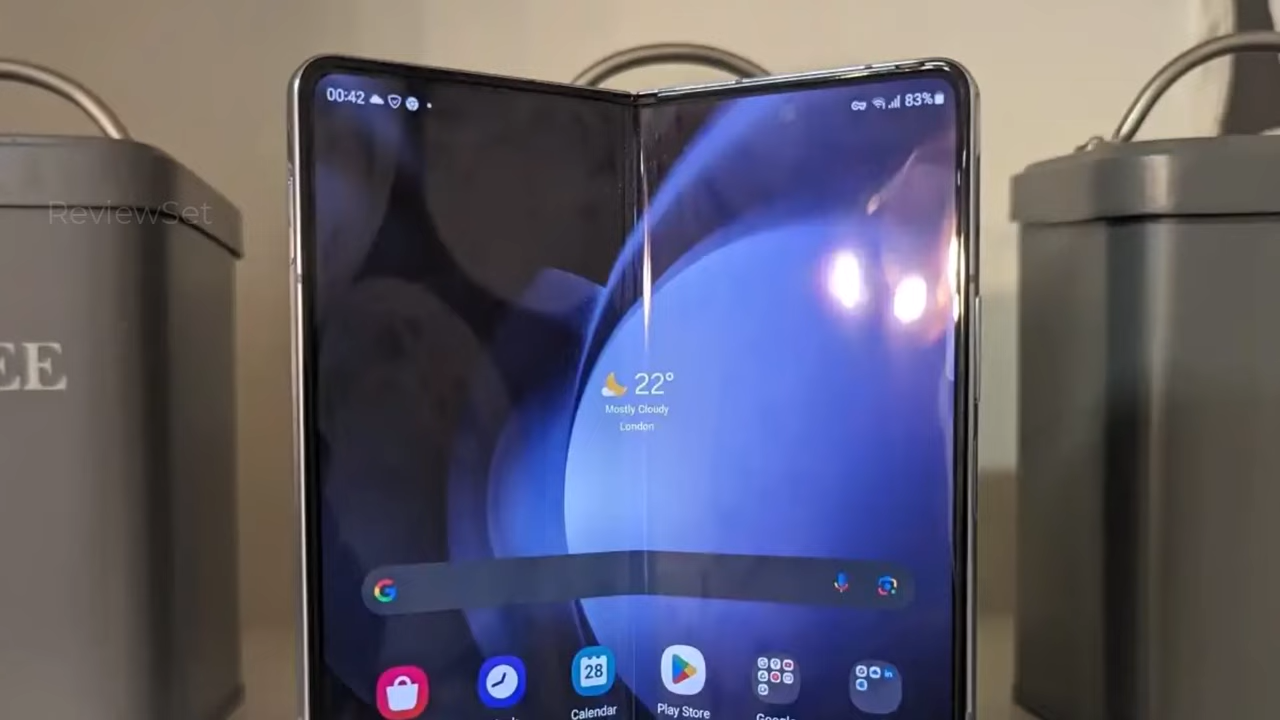 00:42
83%
ReviewSet
EE
22°
Mostly Cloudy
London
28
Calendar
Play Store